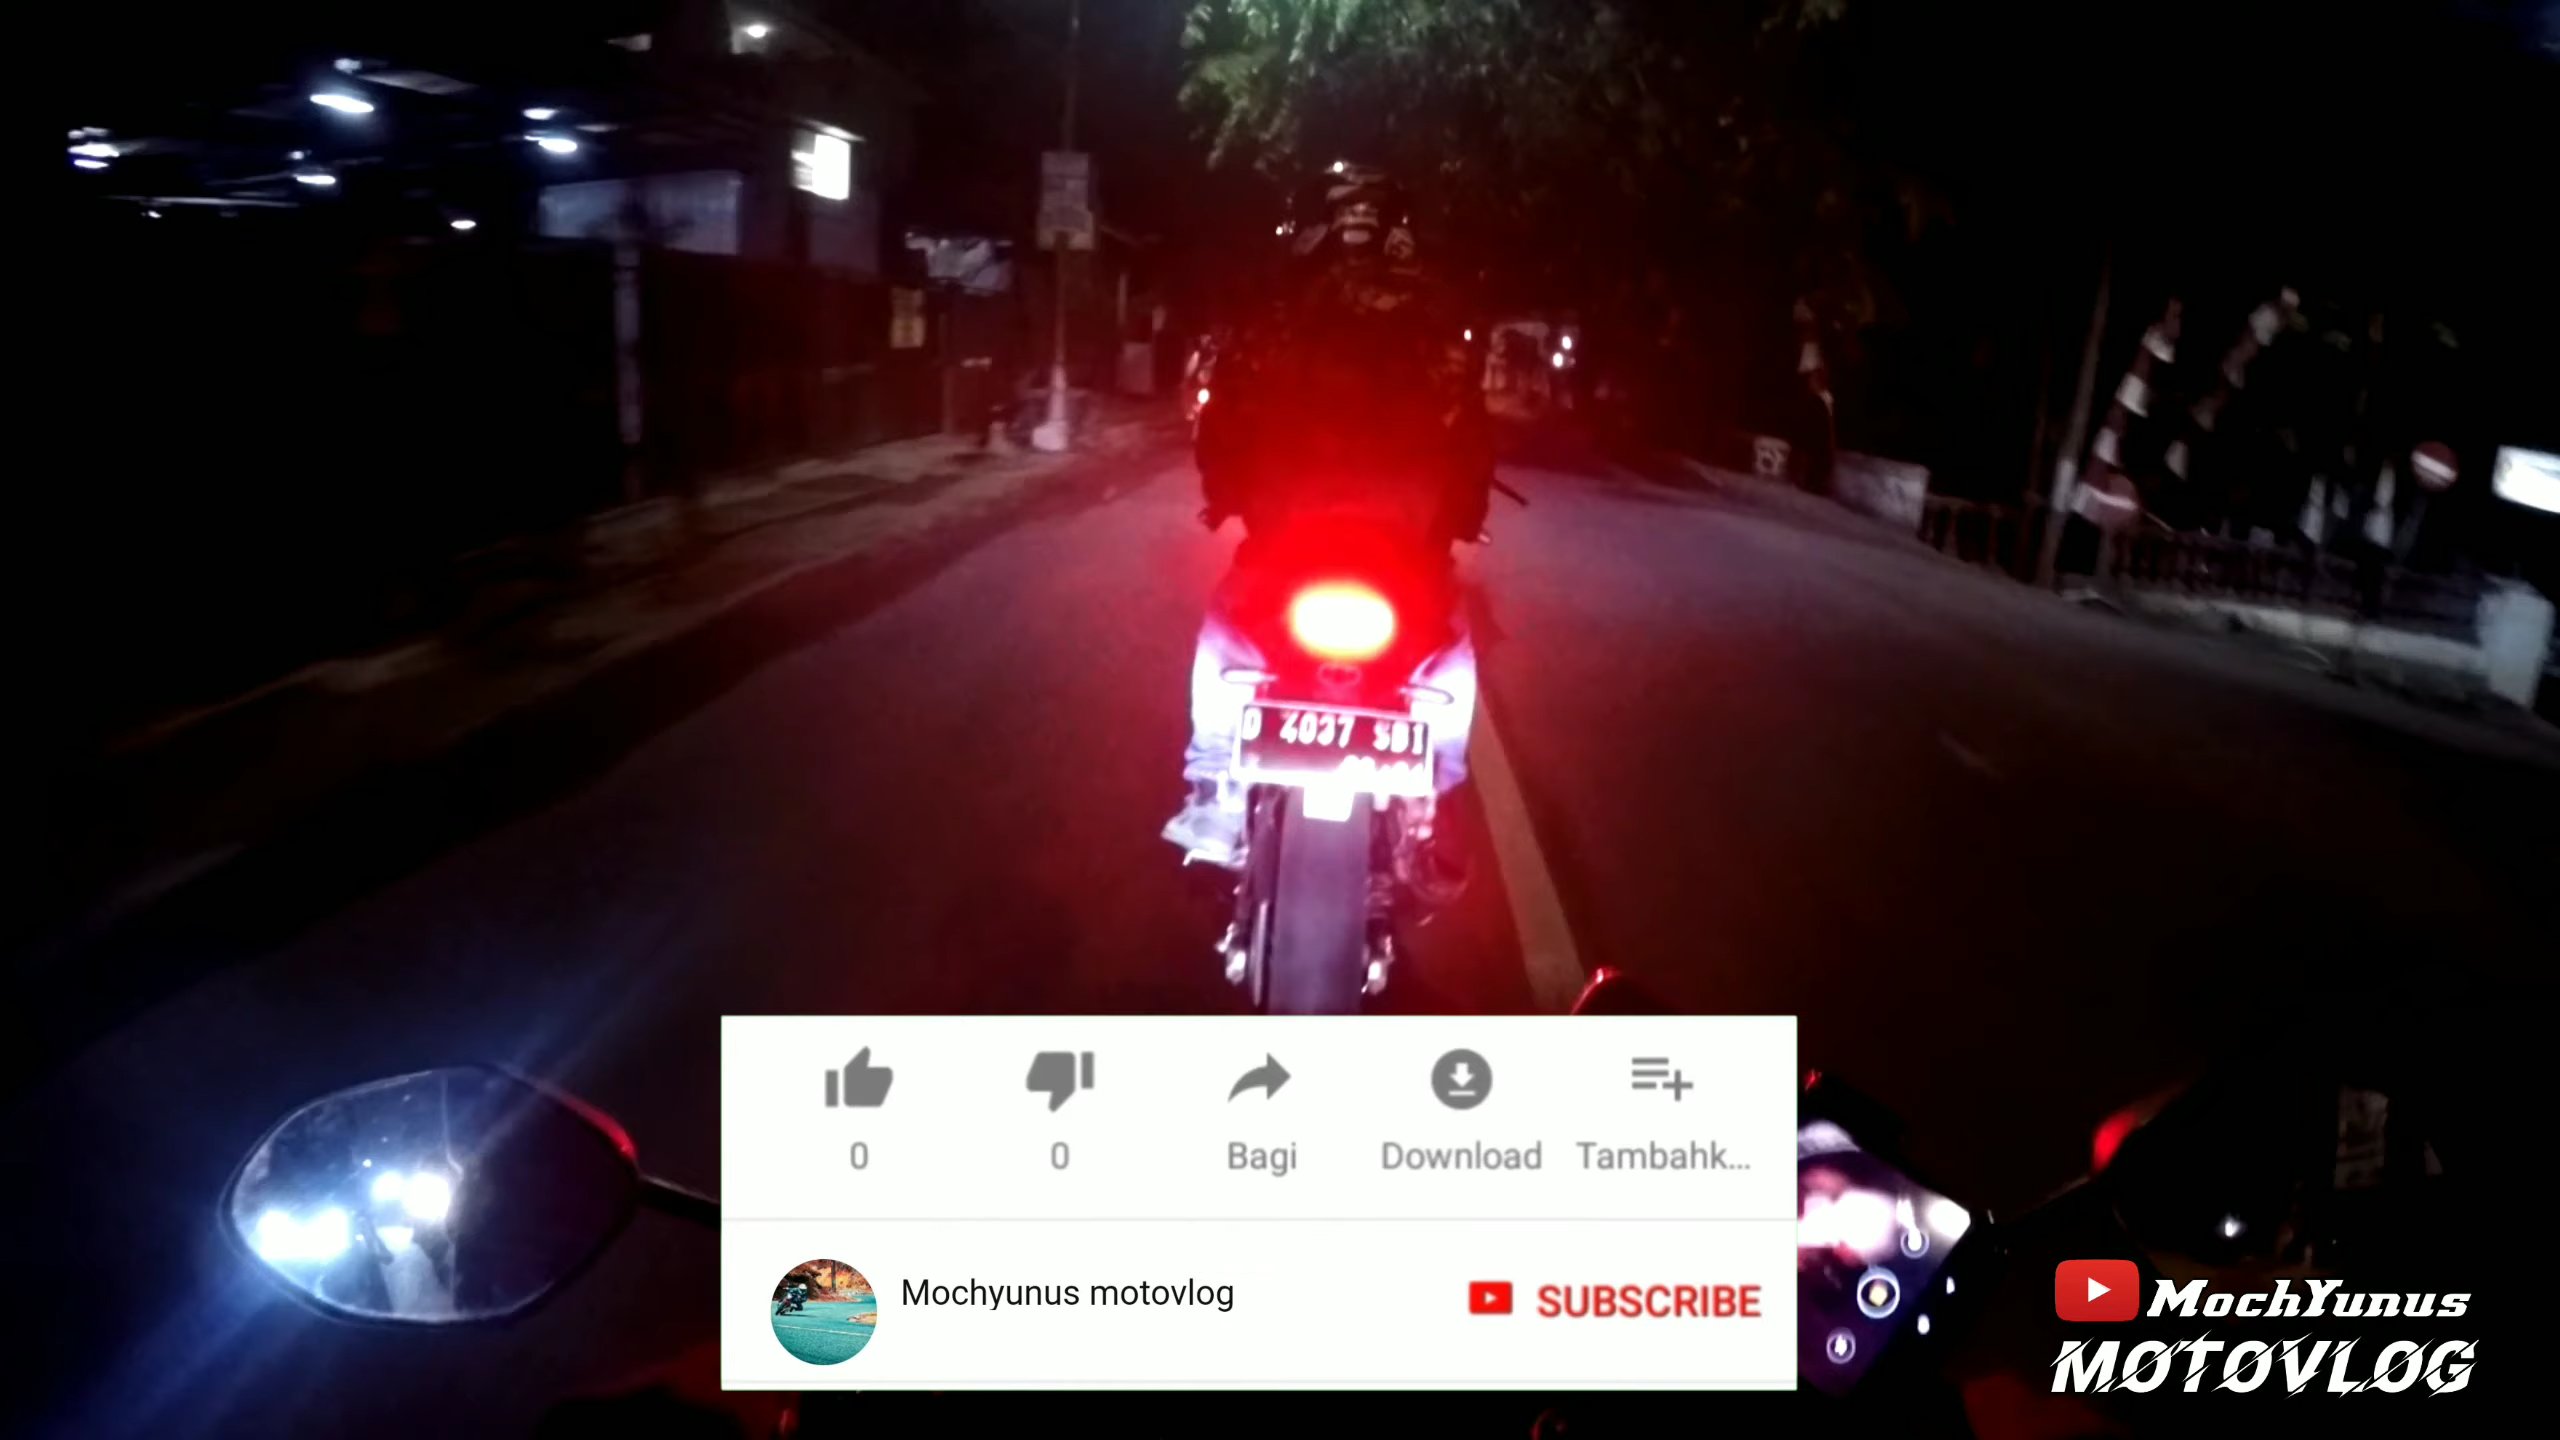 D 4037 SBI
0
0
Bagi
Download
Tambahk...
Mochyunus motovlog
SUBSCRIBE
MochYunus
MOTOVLOG